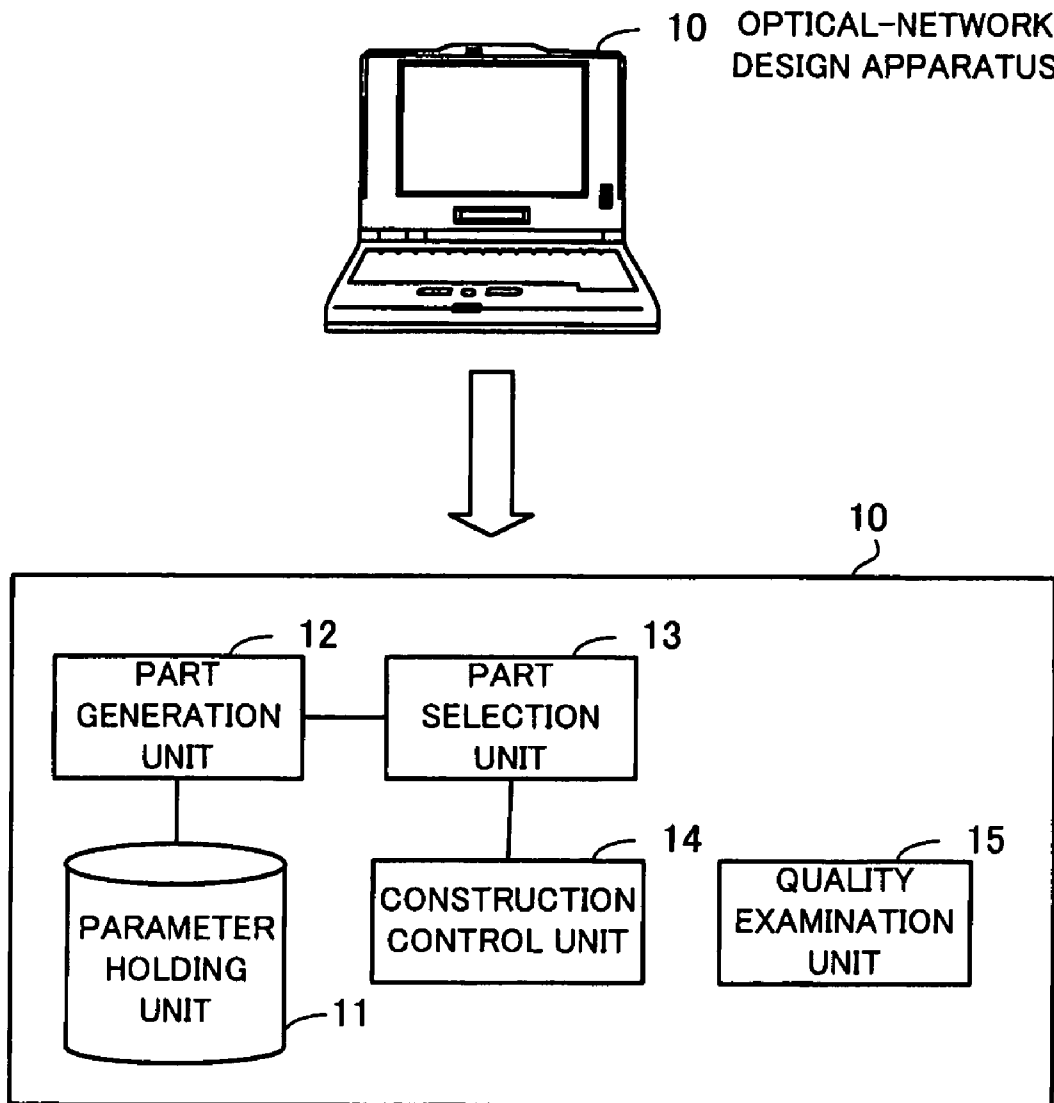 10 OPTICAL-NETWORK
DESIGN APPARATUS
10
12
PART
GENERATION
UNIT
13
PART
SELECTION
UNIT
PARAMETER
HOLDING
UNIT
11
14
CONSTRUCTION
CONTROL UNIT
15
QUALITY
EXAMINATION
UNIT